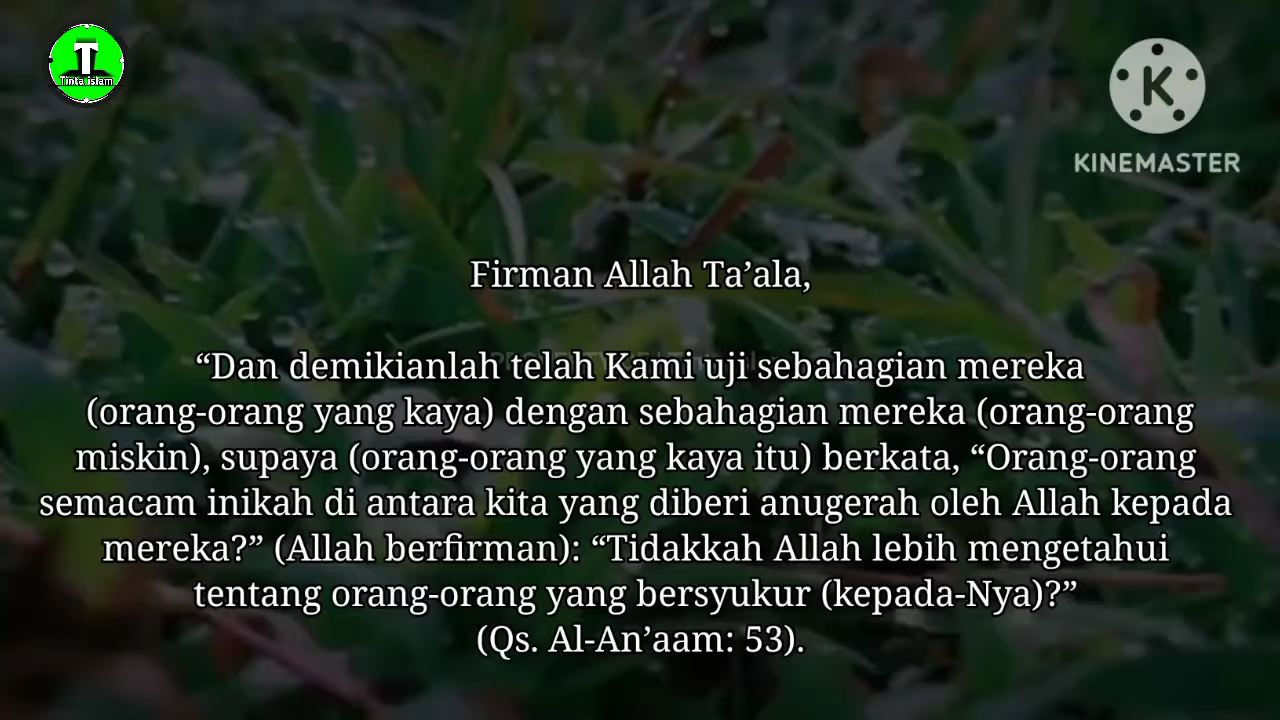 T
Tinta islam
K
KINEMASTER
Firman Allah Ta’ala,
“Dan demikianlah telah Kami uji sebahagian mereka
(orang-orang yang kaya) dengan sebahagian mereka (orang-orang
miskin), supaya (orang-orang yang kaya itu) berkata, “Orang-orang
semacam inikah di antara kita yang diberi anugerah oleh Allah kepada
mereka?” (Allah berfirman): “Tidakkah Allah lebih mengetahui
tentang orang-orang yang bersyukur (kepada-Nya)?”
(Qs. Al-An’aam: 53).